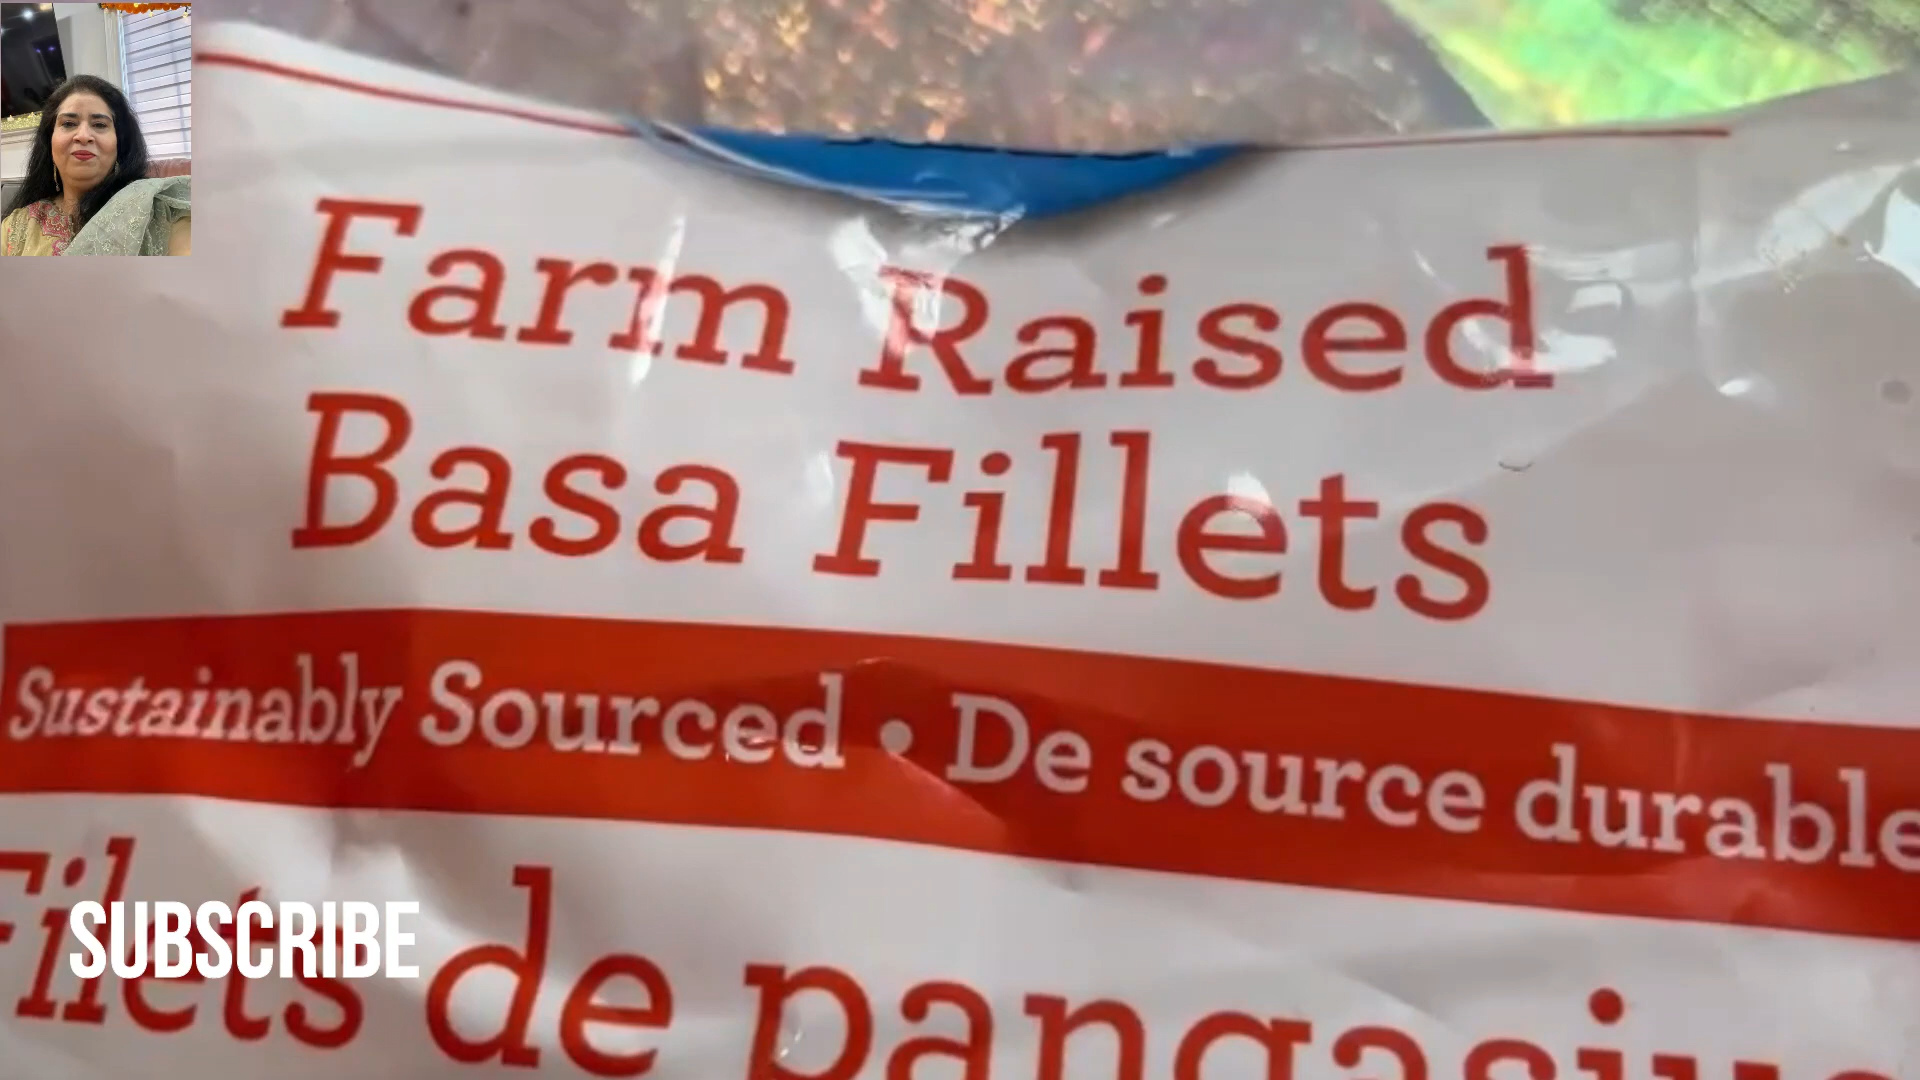 Farm Raised
Basa Fillets
Sustainably Sourced • De source durable
Filets de pangasius
SUBSCRIBE